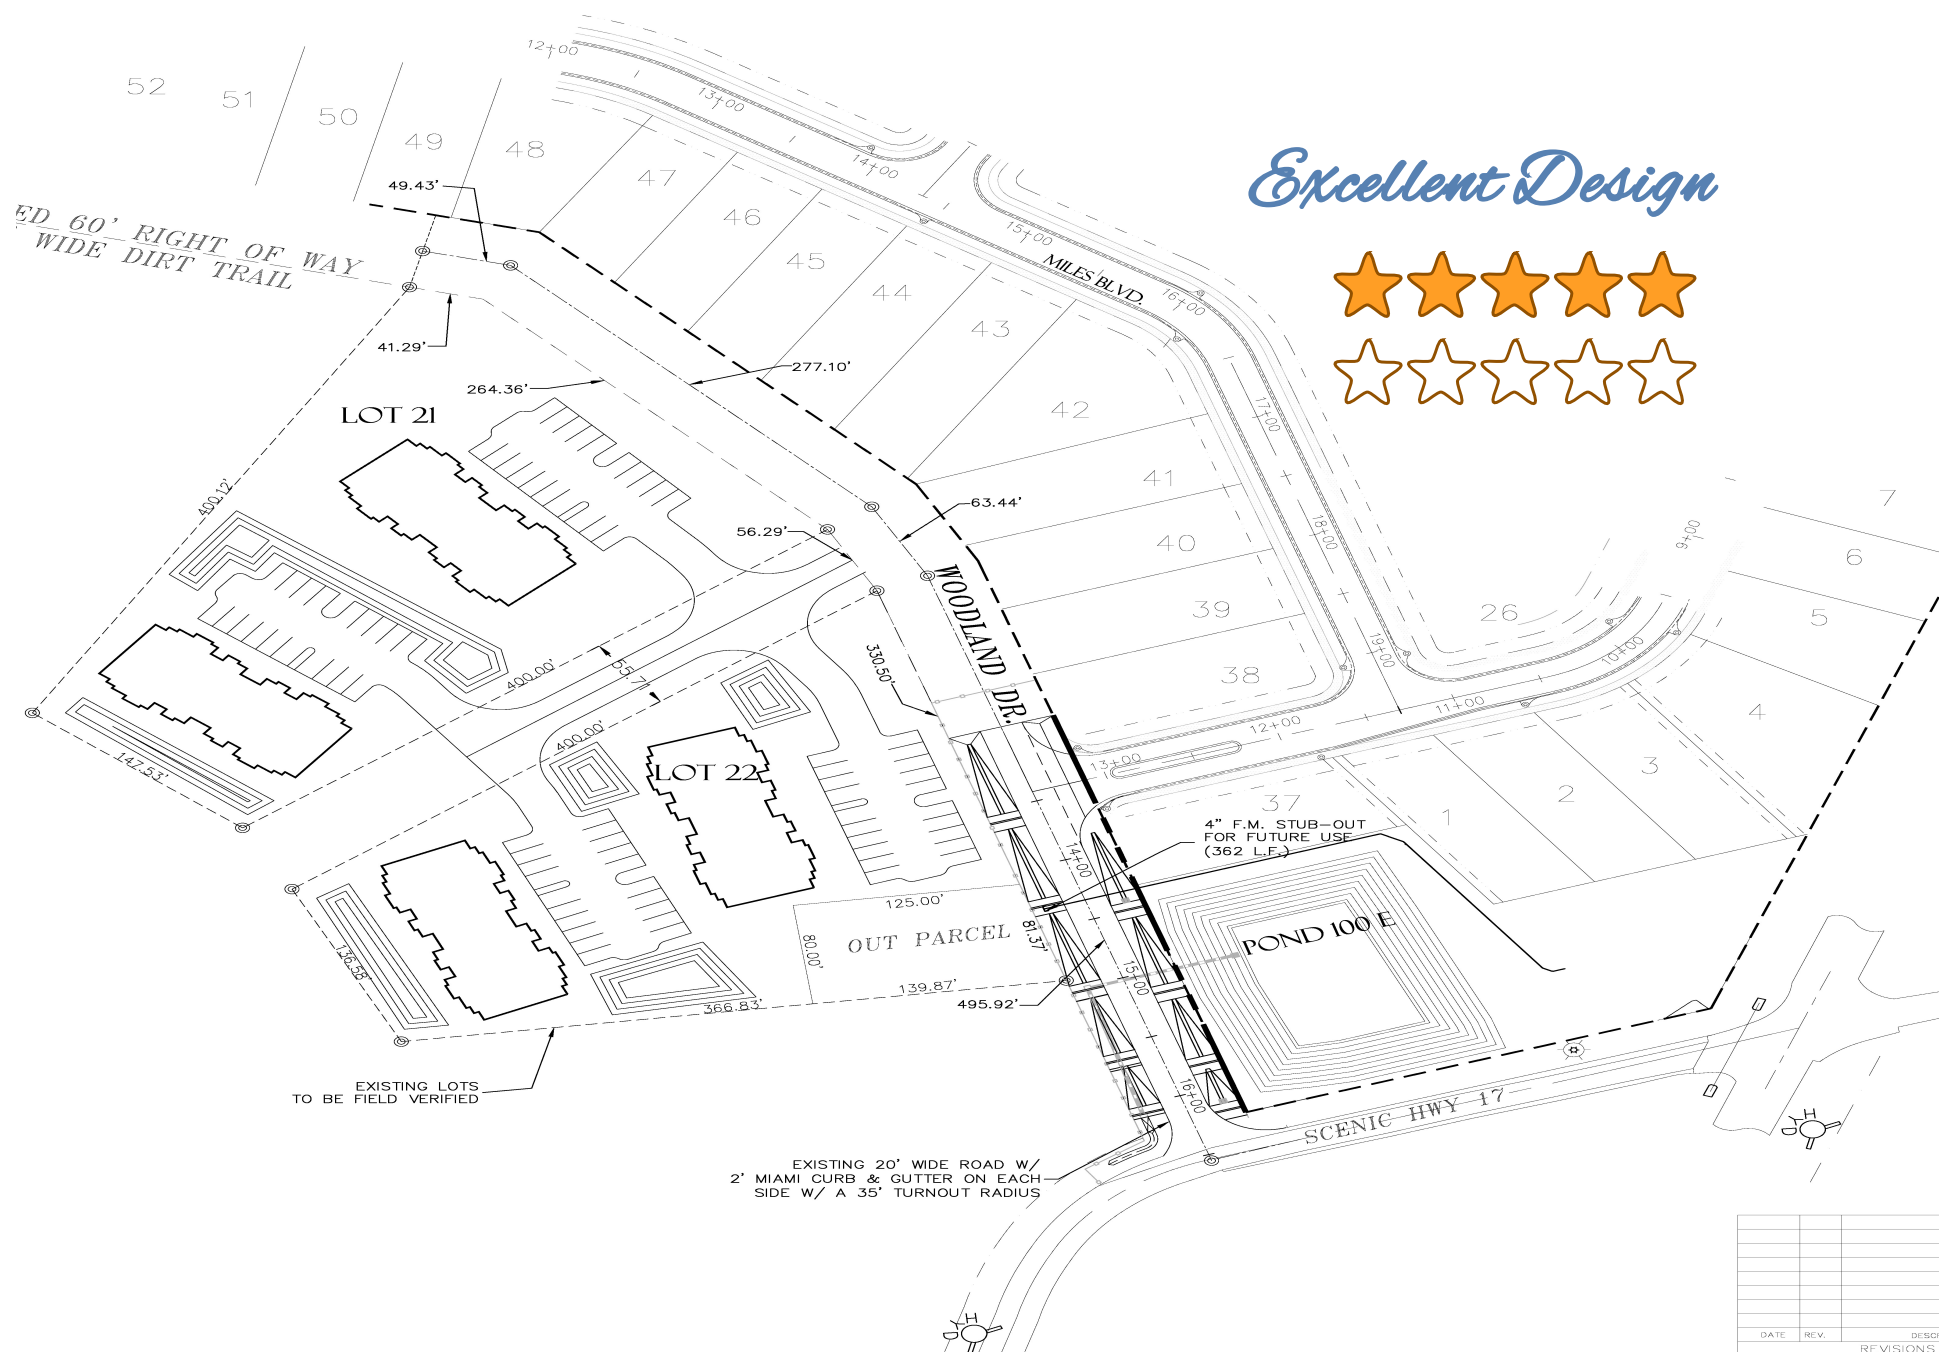 12+00
52
51
50
49
48
13+00
14+00
47
46
45
44
43
42
41
40
39
38
15+00
MILES BLVD.
16+00
Excellent Design
49.43'
ED 60' RIGHT OF WAY
WIDE DIRT TRAIL
41.29'
264.36'
277.10'
LOT 21
400.12'
56.29'
63.44'
17+00
18+00
19+00
WOODLAND DR.
330.50'
400.00'
55.7
400.00'
147.53'
LOT 22
26
9+00
10+00
11+00
12+00
13+00
7
6
5
4
3
2
1
37
4" F.M. STUB-OUT
FOR FUTURE USE
(362 L.F.)
14+00
125.00'
80.00'
OUT PARCEL
81.37'
139.87'
366.83'
136.58'
495.92'
15+00
POND 100 E
16+00
EXISTING LOTS
TO BE FIELD VERIFIED
SCENIC HWY 17
EXISTING 20' WIDE ROAD W/
2' MIAMI CURB & GUTTER ON EACH
SIDE W/ A 35' TURNOUT RADIUS
HYD
HYD
DATE REV. DESC
REVISIONS